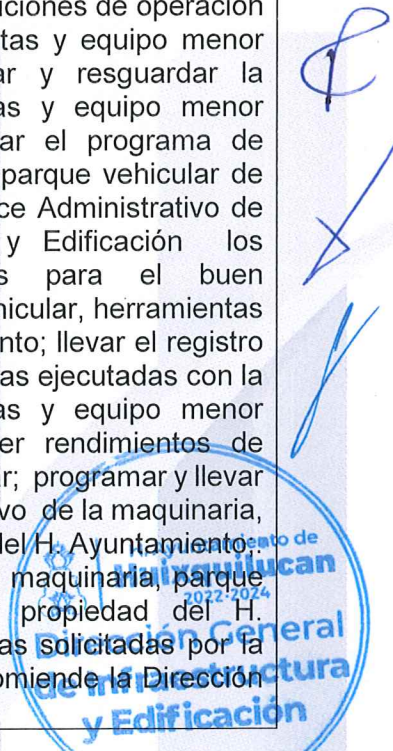 iciones de operación
tas y equipo menor
ar y resguardar la
as y equipo menor
ar el programa de
parque vehicular de
ce Administrativo de
y Edificación los
s para el buen
hicular, herramientas
nto; llevar el registro
as ejecutadas con la
as y equipo menor
er rendimientos de
r; programar y llevar
vo de la maquinaria,
del H. Ayuntamiento;.
maquinaria, parque
propiedad del H.
as solicitadas por la
omiende la Dirección
H. Ayuntamiento de
Huixquilucan
2022-2024
Dirección General
de Infraestructura
y Edificación